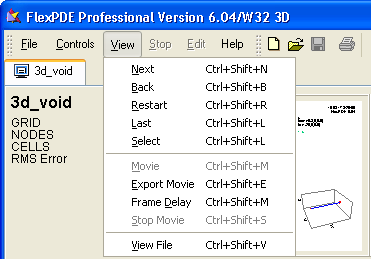 FlexPDE Professional Version 6.04/W32 3D
File Controls View Stop Edit Help
3d_void
3d_void
GRID
NODES
CELLS
RMS Error
Next Ctrl+Shift+N
Back Ctrl+Shift+B
Restart Ctrl+Shift+R
Last Ctrl+Shift+L
Select Ctrl+Shift+L
Movie Ctrl+Shift+M
Export Movie Ctrl+Shift+E
Frame Delay Ctrl+Shift+M
Stop Movie Ctrl+Shift+S
View File Ctrl+Shift+V